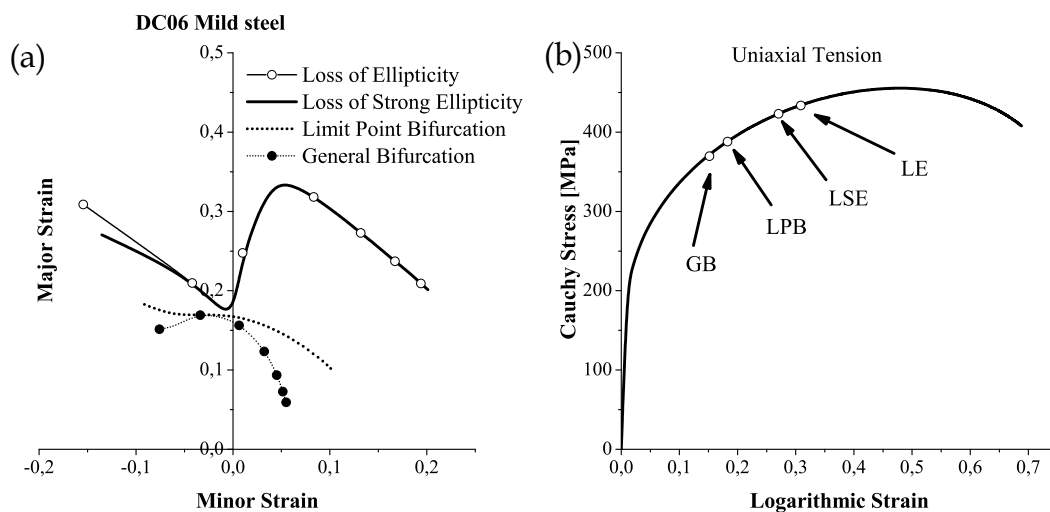 DC06 Mild steel
(a)
Loss of Ellipticity
Loss of Strong Ellipticity
Limit Point Bifurcation
General Bifurcation
0,5
0,4
0,3
0,2
0,1
0,0
-0,2 -0,1 0,0 0,1 0,2
Major Strain
Minor Strain
(b)
Uniaxial Tension
500
400
300
200
100
0
0,0 0,1 0,2 0,3 0,4 0,5 0,6 0,7
Cauchy Stress [MPa]
Logarithmic Strain
LE
LSE
LPB
GB